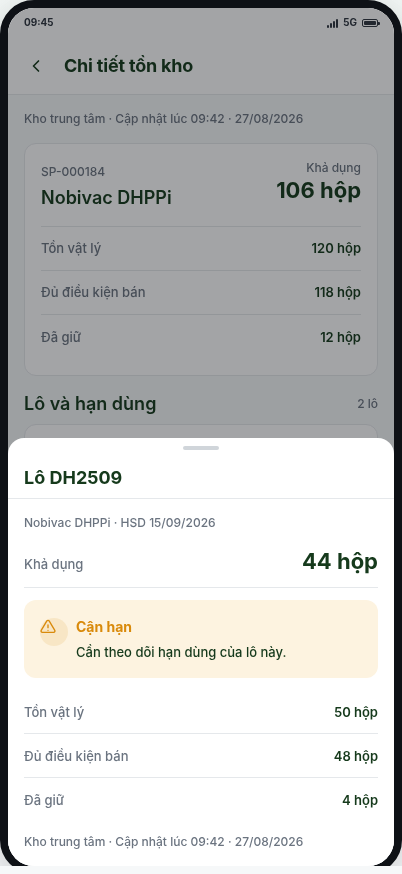 09:45
5G
Chi tiết tồn kho
Kho trung tâm · Cập nhật lúc 09:42 · 27/08/2026
SP-000184
Khả dụng
Nobivac DHPPi
106 hộp
Tồn vật lý
120 hộp
Đủ điều kiện bán
118 hộp
Đã giữ
12 hộp
Lô và hạn dùng
2 lô
Lô DH2509
Nobivac DHPPi · HSD 15/09/2026
Khả dụng
44 hộp
Cận hạn
Cần theo dõi hạn dùng của lô này.
Tồn vật lý
50 hộp
Đủ điều kiện bán
48 hộp
Đã giữ
4 hộp
Kho trung tâm · Cập nhật lúc 09:42 · 27/08/2026